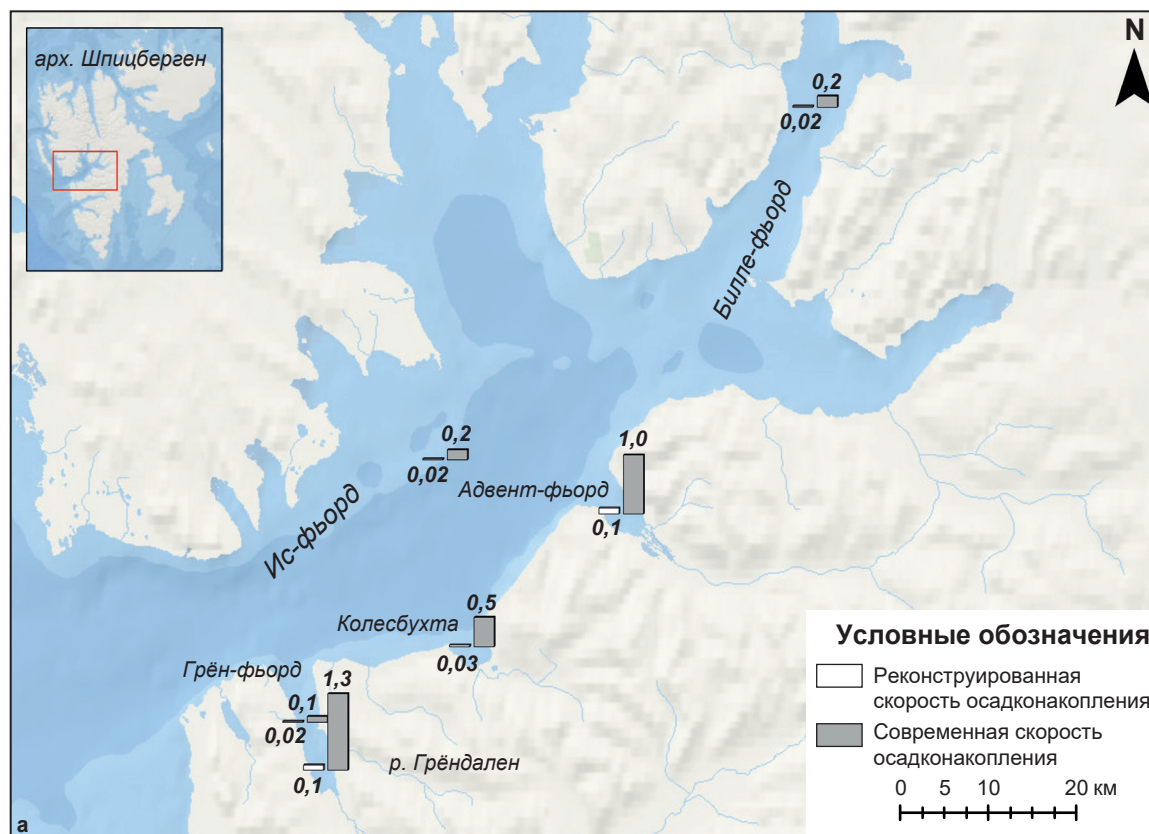 арх. Шпицберген
N
0,2
0,02
Билле-фьорд
0,2
0,02
1,0
Адвент-фьорд
0,1
Ис-фьорд
0,5
Колесбухта
0,03
Грён-фьорд
1,3
0,1
0,02
р. Грёндален
0,1
Условные обозначения
Реконструированная
скорость осадконакопления
Современная скорость
осадконакопления
0 5 10 20 км
а